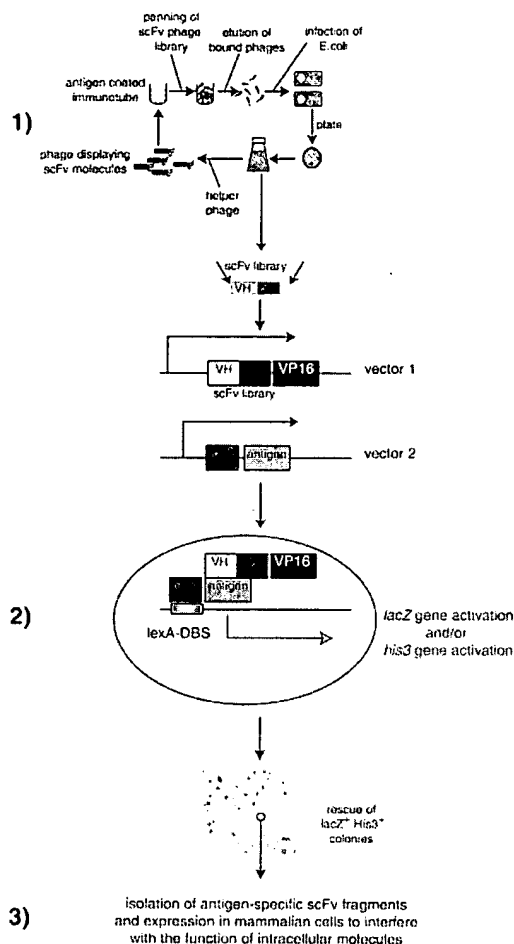 panning of
scFv phage
library
elution of
bound phages
infection of
E.coli
antigen coated
immunotube
1)
plate
phage displaying
scFv molecules
helper
phage
scFv library
VH
VH
VP16
vector 1
scFv library
antigen
vector 2
VH
VP16
antigen
2)
lexA-DBS
lacZ gene activation
and/or
his3 gene activation
rescue of
lacZ+ His3+
colonies
3)
isolation of antigen-specific scFv fragments
and expression in mammalian cells to interfere
with the function of intracellular molecules